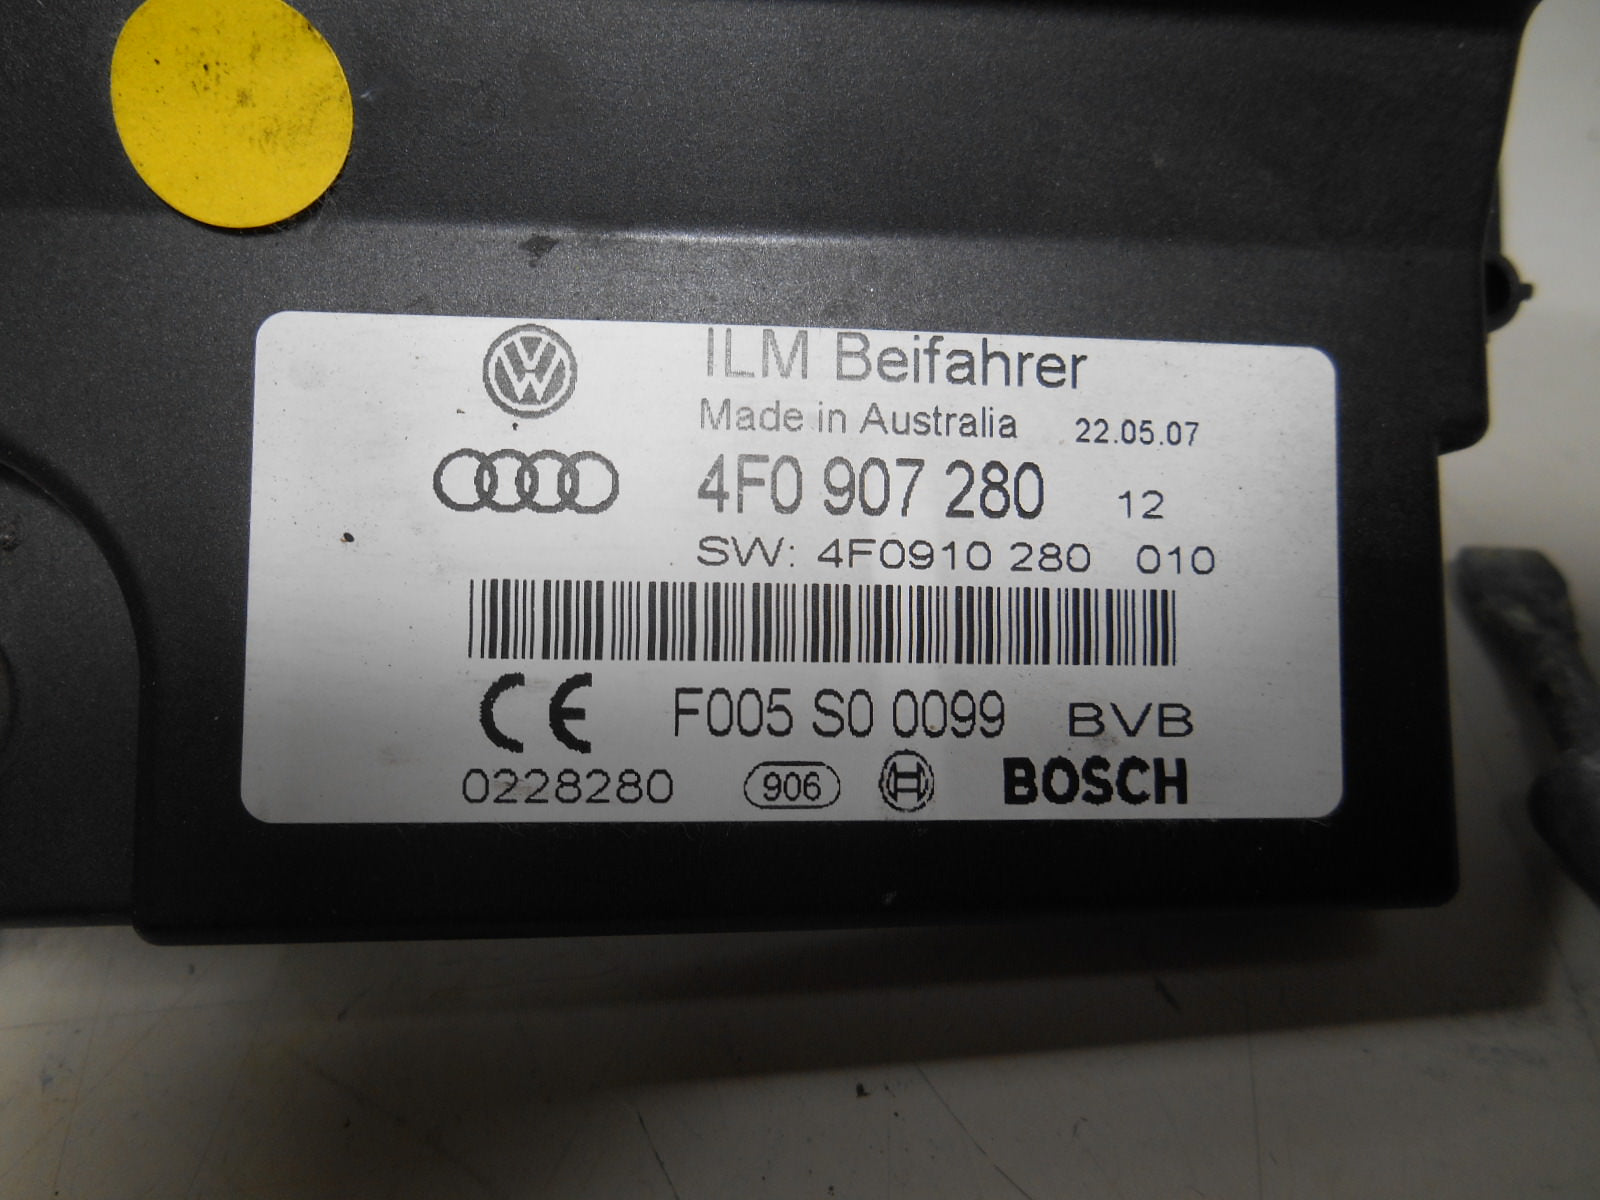 ILM Beifahrer
Made in Australia 22.05.07
4F0 907 280 12
SW: 4F0910 280 010
CE F005 S0 0099 BVB
0228280 906 BOSCH